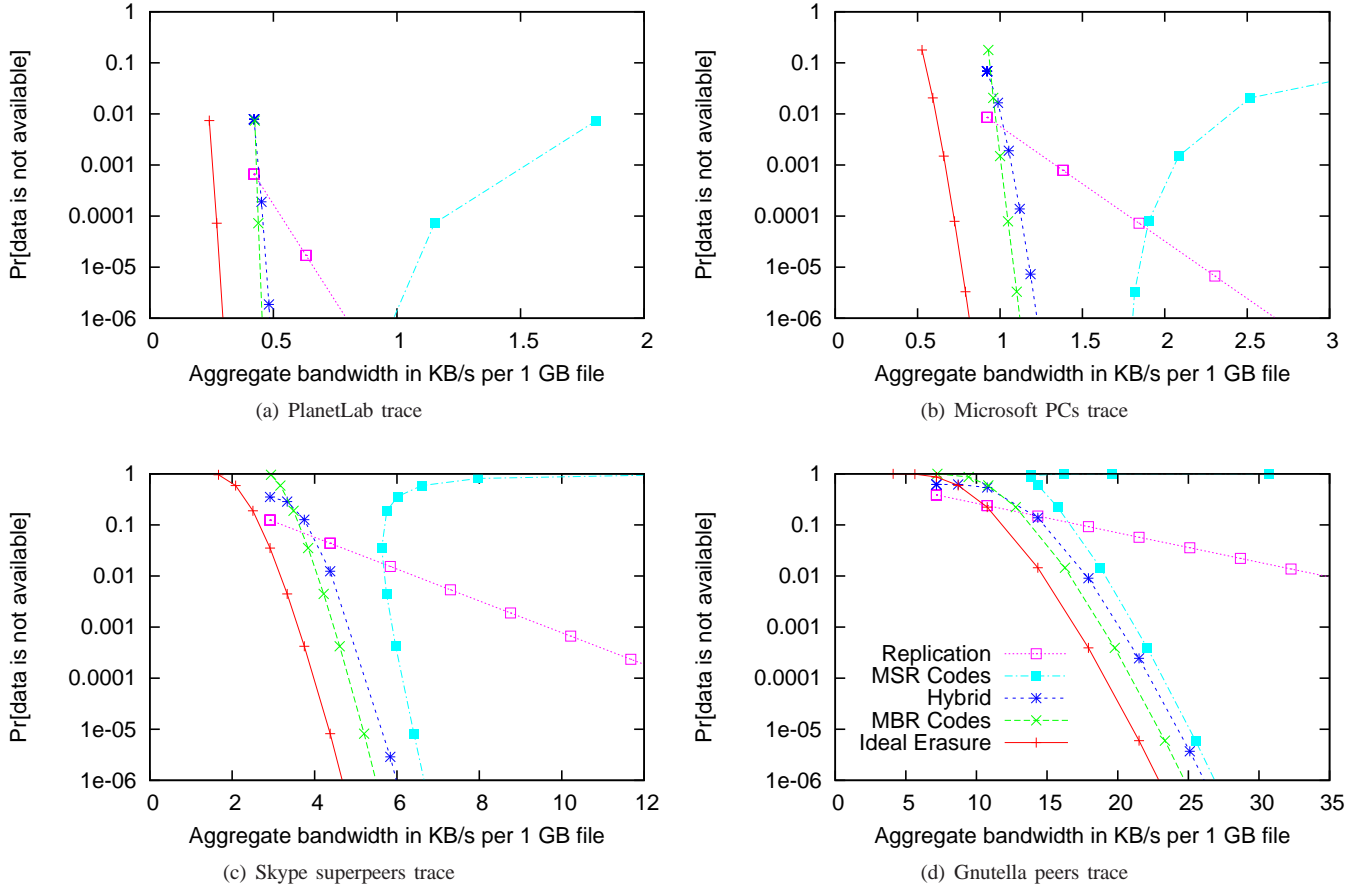 Pr[data is not available]
1
0.1
0.01
0.001
0.0001
1e-05
1e-06
0 0.5 1 1.5 2
Aggregate bandwidth in KB/s per 1 GB file
(a) PlanetLab trace
Pr[data is not available]
1
0.1
0.01
0.001
0.0001
1e-05
1e-06
0 0.5 1 1.5 2 2.5 3
Aggregate bandwidth in KB/s per 1 GB file
(b) Microsoft PCs trace
Pr[data is not available]
1
0.1
0.01
0.001
0.0001
1e-05
1e-06
0 2 4 6 8 10 12
Aggregate bandwidth in KB/s per 1 GB file
(c) Skype superpeers trace
Pr[data is not available]
1
0.1
0.01
0.001
0.0001
1e-05
1e-06
Replication
MSR Codes
Hybrid
MBR Codes
Ideal Erasure
0 5 10 15 20 25 30 35
Aggregate bandwidth in KB/s per 1 GB file
(d) Gnutella peers trace